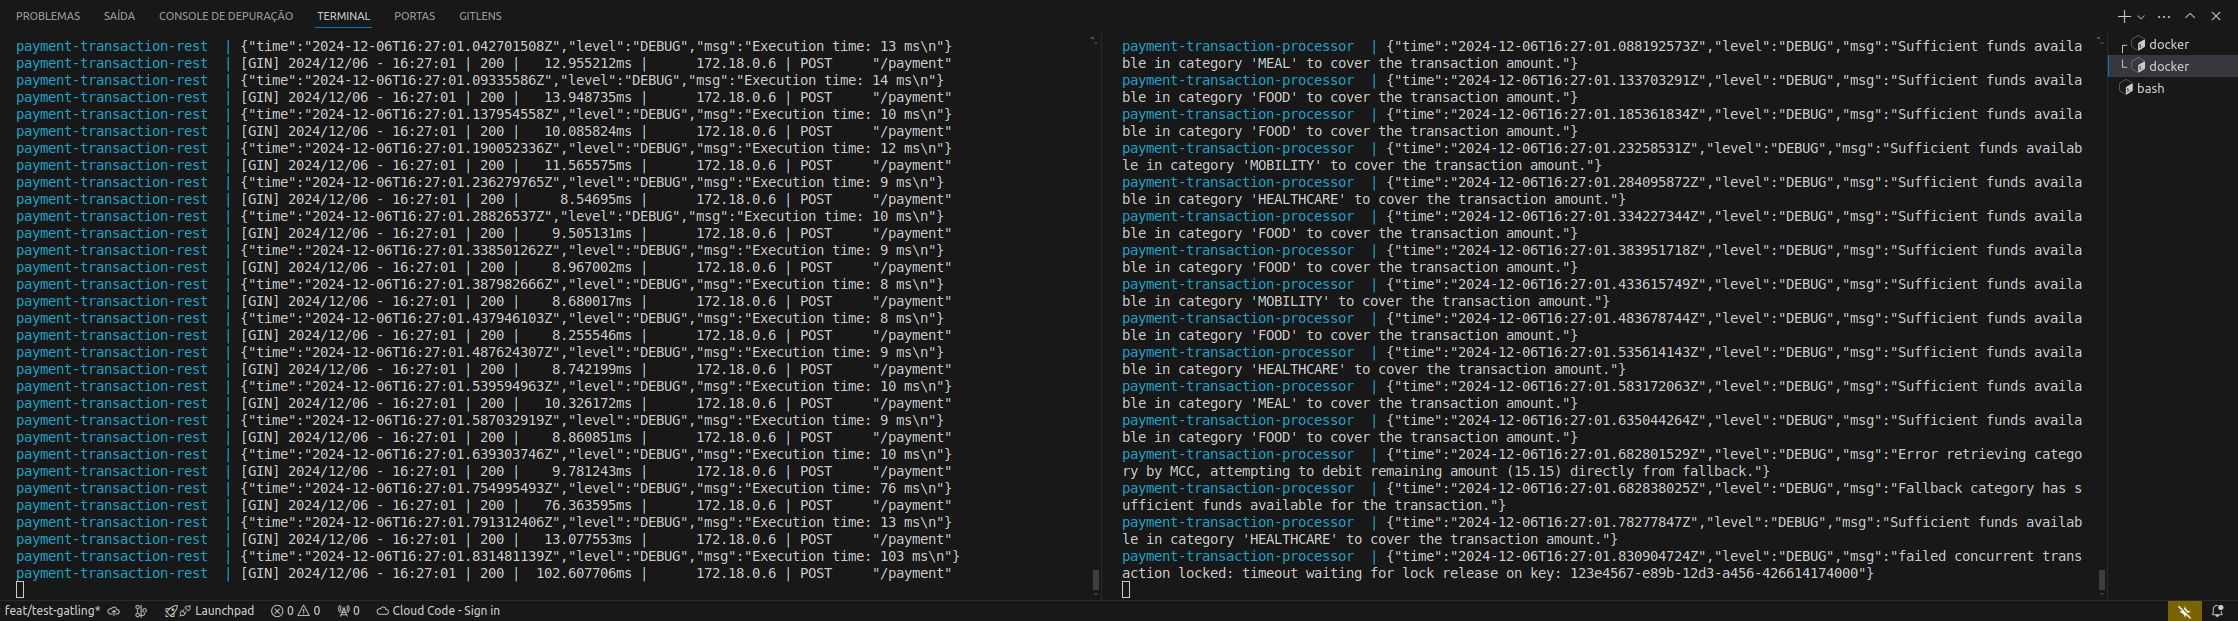 PROBLEMAS SAÍDA CONSOLE DE DEPURAÇÃO TERMINAL PORTAS GITLENS
payment-transaction-rest | {"time":"2024-12-06T16:27:01.042701508Z","level":"DEBUG","msg":"Execution time: 13 ms\n"}
payment-transaction-rest | [GIN] 2024/12/06 - 16:27:01 | 200 | 12.955212ms | 172.18.0.6 | POST "/payment"
payment-transaction-rest | {"time":"2024-12-06T16:27:01.09335586Z","level":"DEBUG","msg":"Execution time: 14 ms\n"}
payment-transaction-rest | [GIN] 2024/12/06 - 16:27:01 | 200 | 13.948735ms | 172.18.0.6 | POST "/payment"
payment-transaction-rest | {"time":"2024-12-06T16:27:01.137954558Z","level":"DEBUG","msg":"Execution time: 10 ms\n"}
payment-transaction-rest | [GIN] 2024/12/06 - 16:27:01 | 200 | 10.085824ms | 172.18.0.6 | POST "/payment"
payment-transaction-rest | {"time":"2024-12-06T16:27:01.190052336Z","level":"DEBUG","msg":"Execution time: 12 ms\n"}
payment-transaction-rest | [GIN] 2024/12/06 - 16:27:01 | 200 | 11.565575ms | 172.18.0.6 | POST "/payment"
payment-transaction-rest | {"time":"2024-12-06T16:27:01.236279765Z","level":"DEBUG","msg":"Execution time: 9 ms\n"}
payment-transaction-rest | [GIN] 2024/12/06 - 16:27:01 | 200 | 8.54695ms | 172.18.0.6 | POST "/payment"
payment-transaction-rest | {"time":"2024-12-06T16:27:01.28826537Z","level":"DEBUG","msg":"Execution time: 10 ms\n"}
payment-transaction-rest | [GIN] 2024/12/06 - 16:27:01 | 200 | 9.505131ms | 172.18.0.6 | POST "/payment"
payment-transaction-rest | {"time":"2024-12-06T16:27:01.338501262Z","level":"DEBUG","msg":"Execution time: 9 ms\n"}
payment-transaction-rest | [GIN] 2024/12/06 - 16:27:01 | 200 | 8.967002ms | 172.18.0.6 | POST "/payment"
payment-transaction-rest | {"time":"2024-12-06T16:27:01.387982666Z","level":"DEBUG","msg":"Execution time: 8 ms\n"}
payment-transaction-rest | [GIN] 2024/12/06 - 16:27:01 | 200 | 8.680017ms | 172.18.0.6 | POST "/payment"
payment-transaction-rest | {"time":"2024-12-06T16:27:01.437946103Z","level":"DEBUG","msg":"Execution time: 8 ms\n"}
payment-transaction-rest | [GIN] 2024/12/06 - 16:27:01 | 200 | 8.255546ms | 172.18.0.6 | POST "/payment"
payment-transaction-rest | {"time":"2024-12-06T16:27:01.487624307Z","level":"DEBUG","msg":"Execution time: 9 ms\n"}
payment-transaction-rest | [GIN] 2024/12/06 - 16:27:01 | 200 | 8.742199ms | 172.18.0.6 | POST "/payment"
payment-transaction-rest | {"time":"2024-12-06T16:27:01.539594963Z","level":"DEBUG","msg":"Execution time: 10 ms\n"}
payment-transaction-rest | [GIN] 2024/12/06 - 16:27:01 | 200 | 10.326172ms | 172.18.0.6 | POST "/payment"
payment-transaction-rest | {"time":"2024-12-06T16:27:01.587032919Z","level":"DEBUG","msg":"Execution time: 9 ms\n"}
payment-transaction-rest | [GIN] 2024/12/06 - 16:27:01 | 200 | 8.860851ms | 172.18.0.6 | POST "/payment"
payment-transaction-rest | {"time":"2024-12-06T16:27:01.639303746Z","level":"DEBUG","msg":"Execution time: 10 ms\n"}
payment-transaction-rest | [GIN] 2024/12/06 - 16:27:01 | 200 | 9.781243ms | 172.18.0.6 | POST "/payment"
payment-transaction-rest | {"time":"2024-12-06T16:27:01.754995493Z","level":"DEBUG","msg":"Execution time: 76 ms\n"}
payment-transaction-rest | [GIN] 2024/12/06 - 16:27:01 | 200 | 76.363595ms | 172.18.0.6 | POST "/payment"
payment-transaction-rest | {"time":"2024-12-06T16:27:01.791312406Z","level":"DEBUG","msg":"Execution time: 13 ms\n"}
payment-transaction-rest | [GIN] 2024/12/06 - 16:27:01 | 200 | 13.077553ms | 172.18.0.6 | POST "/payment"
payment-transaction-rest | {"time":"2024-12-06T16:27:01.831481139Z","level":"DEBUG","msg":"Execution time: 103 ms\n"}
payment-transaction-rest | [GIN] 2024/12/06 - 16:27:01 | 200 | 102.607706ms | 172.18.0.6 | POST "/payment"
payment-transaction-processor | {"time":"2024-12-06T16:27:01.088192573Z","level":"DEBUG","msg":"Sufficient funds availa
ble in category 'MEAL' to cover the transaction amount."}
payment-transaction-processor | {"time":"2024-12-06T16:27:01.133703291Z","level":"DEBUG","msg":"Sufficient funds availa
ble in category 'FOOD' to cover the transaction amount."}
payment-transaction-processor | {"time":"2024-12-06T16:27:01.185361834Z","level":"DEBUG","msg":"Sufficient funds availa
ble in category 'FOOD' to cover the transaction amount."}
payment-transaction-processor | {"time":"2024-12-06T16:27:01.23258531Z","level":"DEBUG","msg":"Sufficient funds availab
le in category 'MOBILITY' to cover the transaction amount."}
payment-transaction-processor | {"time":"2024-12-06T16:27:01.284095872Z","level":"DEBUG","msg":"Sufficient funds availa
ble in category 'HEALTHCARE' to cover the transaction amount."}
payment-transaction-processor | {"time":"2024-12-06T16:27:01.334227344Z","level":"DEBUG","msg":"Sufficient funds availa
ble in category 'FOOD' to cover the transaction amount."}
payment-transaction-processor | {"time":"2024-12-06T16:27:01.383951718Z","level":"DEBUG","msg":"Sufficient funds availa
ble in category 'FOOD' to cover the transaction amount."}
payment-transaction-processor | {"time":"2024-12-06T16:27:01.433615749Z","level":"DEBUG","msg":"Sufficient funds availa
ble in category 'MOBILITY' to cover the transaction amount."}
payment-transaction-processor | {"time":"2024-12-06T16:27:01.483678744Z","level":"DEBUG","msg":"Sufficient funds availa
ble in category 'FOOD' to cover the transaction amount."}
payment-transaction-processor | {"time":"2024-12-06T16:27:01.535614143Z","level":"DEBUG","msg":"Sufficient funds availa
ble in category 'HEALTHCARE' to cover the transaction amount."}
payment-transaction-processor | {"time":"2024-12-06T16:27:01.583172063Z","level":"DEBUG","msg":"Sufficient funds availa
ble in category 'MEAL' to cover the transaction amount."}
payment-transaction-processor | {"time":"2024-12-06T16:27:01.635044264Z","level":"DEBUG","msg":"Sufficient funds availa
ble in category 'FOOD' to cover the transaction amount."}
payment-transaction-processor | {"time":"2024-12-06T16:27:01.682801529Z","level":"DEBUG","msg":"Error retrieving catego
ry by MCC, attempting to debit remaining amount (15.15) directly from fallback."}
payment-transaction-processor | {"time":"2024-12-06T16:27:01.682838025Z","level":"DEBUG","msg":"Fallback category has s
ufficient funds available for the transaction."}
payment-transaction-processor | {"time":"2024-12-06T16:27:01.78277847Z","level":"DEBUG","msg":"Sufficient funds availab
le in category 'HEALTHCARE' to cover the transaction amount."}
payment-transaction-processor | {"time":"2024-12-06T16:27:01.830904724Z","level":"DEBUG","msg":"failed concurrent trans
action locked: timeout waiting for lock release on key: 123e4567-e89b-12d3-a456-426614174000"}
docker
docker
bash
feat/test-gatling* Launchpad 0 0 0 Cloud Code - Sign in